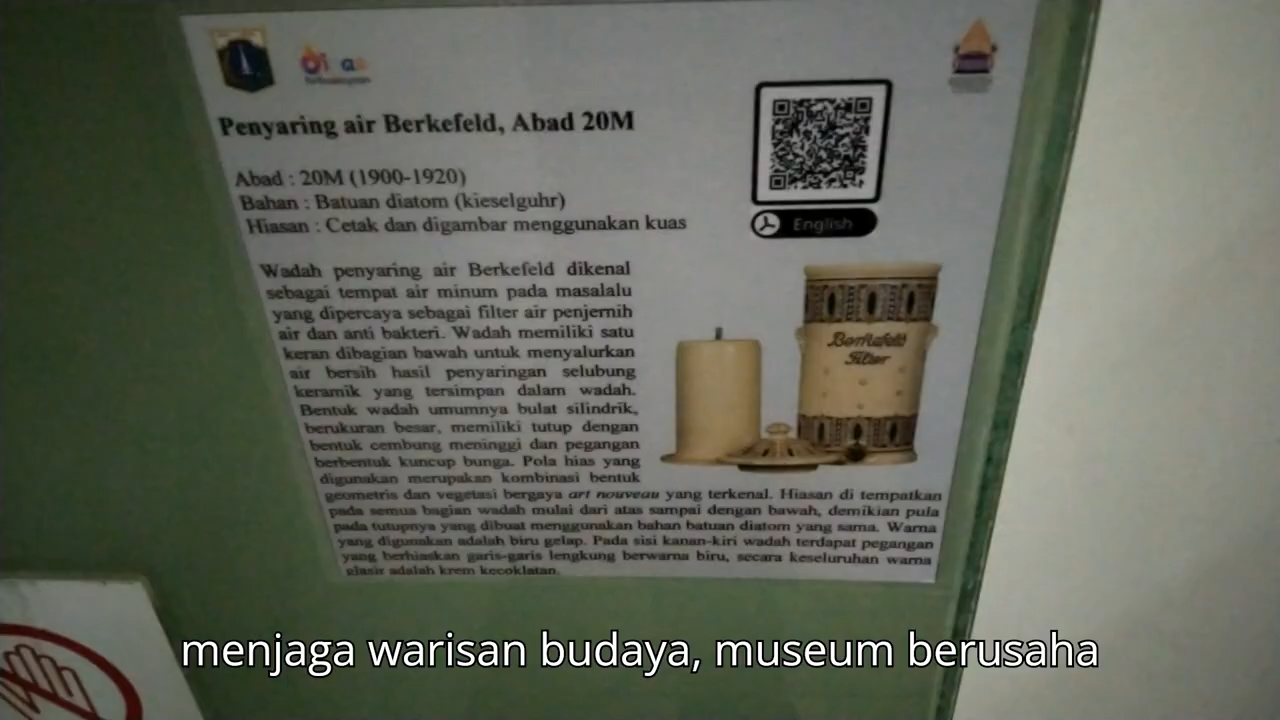 Penyaring air Berkefeld, Abad 20M
Abad : 20M (1900-1920)
Bahan : Batuan diatom (kieselguhr)
Hiasan : Cetak dan digambar menggunakan kuas
English
Wadah penyaring air Berkefeld dikenal
sebagai tempat air minum pada masalalu
yang dipercaya sebagai filter air penjernih
air dan anti bakteri. Wadah memiliki satu
keran dibagian bawah untuk menyalurkan
air bersih hasil penyaringan selubung
keramik yang tersimpan dalam wadah.
Bentuk wadah umumnya bulat silindrik,
berukuran besar, memiliki tutup dengan
bentuk cembung meninggi dan pegangan
berbentuk kuncup bunga. Pola hias yang
digunakan merupakan kombinasi bentuk
geometris dan vegetasi bergaya art nouveau yang terkenal. Hiasan di tempatkan
pada semua bagian wadah mulai dari atas sampai dengan bawah, demikian pula
pada tutupnya yang dibuat menggunakan bahan batuan diatom yang sama. Warna
yang digunakan adalah biru gelap. Pada sisi kanan-kiri wadah terdapat pegangan
yang berhiaskan garis-garis lengkung berwarna biru, secara keseluruhan warna
glasir adalah krem kecoklatan.
Berkefeld
Filter
menjaga warisan budaya, museum berusaha